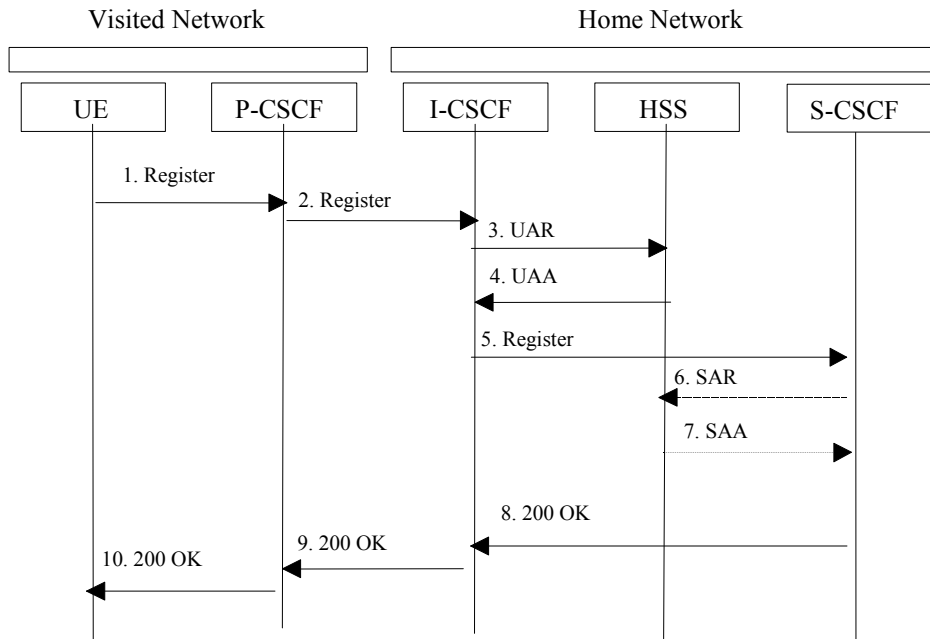 Visited Network
Home Network
UE
P-CSCF
I-CSCF
HSS
S-CSCF
1. Register
2. Register
3. UAR
4. UAA
5. Register
6. SAR
7. SAA
8. 200 OK
9. 200 OK
10. 200 OK